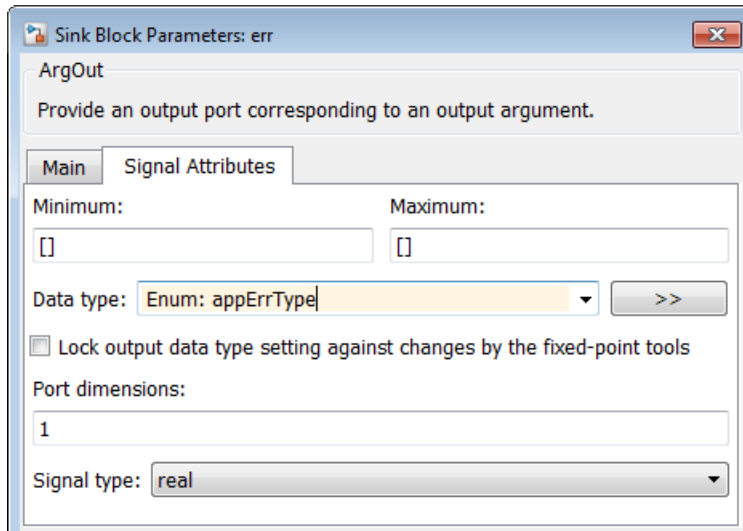 Sink Block Parameters: err
ArgOut
Provide an output port corresponding to an output argument.
Main Signal Attributes
Minimum: Maximum:
[] []
Data type: Enum: appErrType >>
Lock output data type setting against changes by the fixed-point tools
Port dimensions:
1
Signal type: real